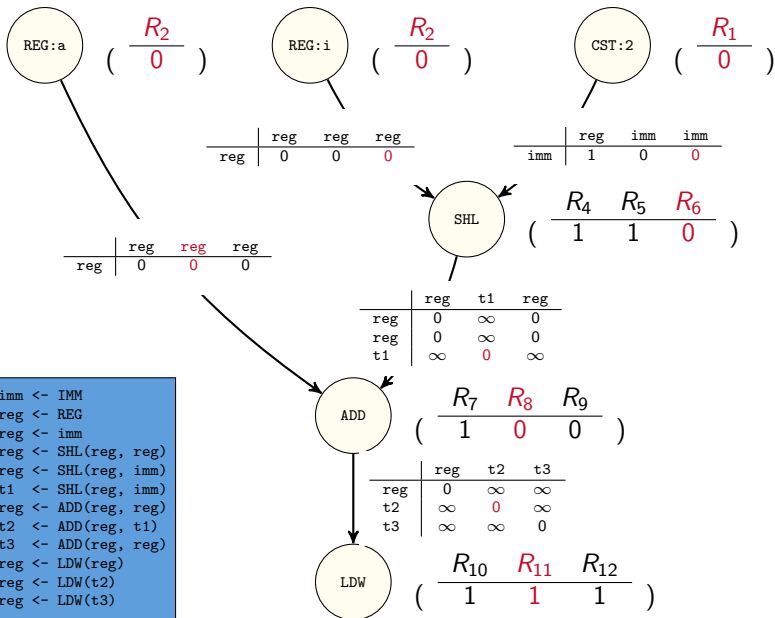 REG:a ( R2 0 ) REG:i ( R2 0 ) CST:2 ( R1 0 )
reg reg reg
reg 0 0 0
reg imm imm
imm 1 0 0
SHL ( R4 R5 R6
1 1 0 )
reg reg reg
reg 0 0 0
reg t1 reg
reg 0 ∞ 0
reg 0 ∞ 0
t1 ∞ 0 ∞
ADD ( R7 R8 R9
1 0 0 )
reg t2 t3
reg 0 ∞ ∞
t2 ∞ 0 ∞
t3 ∞ ∞ 0
LDW ( R10 R11 R12
1 1 1 )
imm <- IMM
reg <- REG
reg <- imm
reg <- SHL(reg, reg)
reg <- SHL(reg, imm)
t1 <- SHL(reg, imm)
reg <- ADD(reg, reg)
t2 <- ADD(reg, t1)
t3 <- ADD(reg, reg)
reg <- LDW(reg)
reg <- LDW(t2)
reg <- LDW(t3)